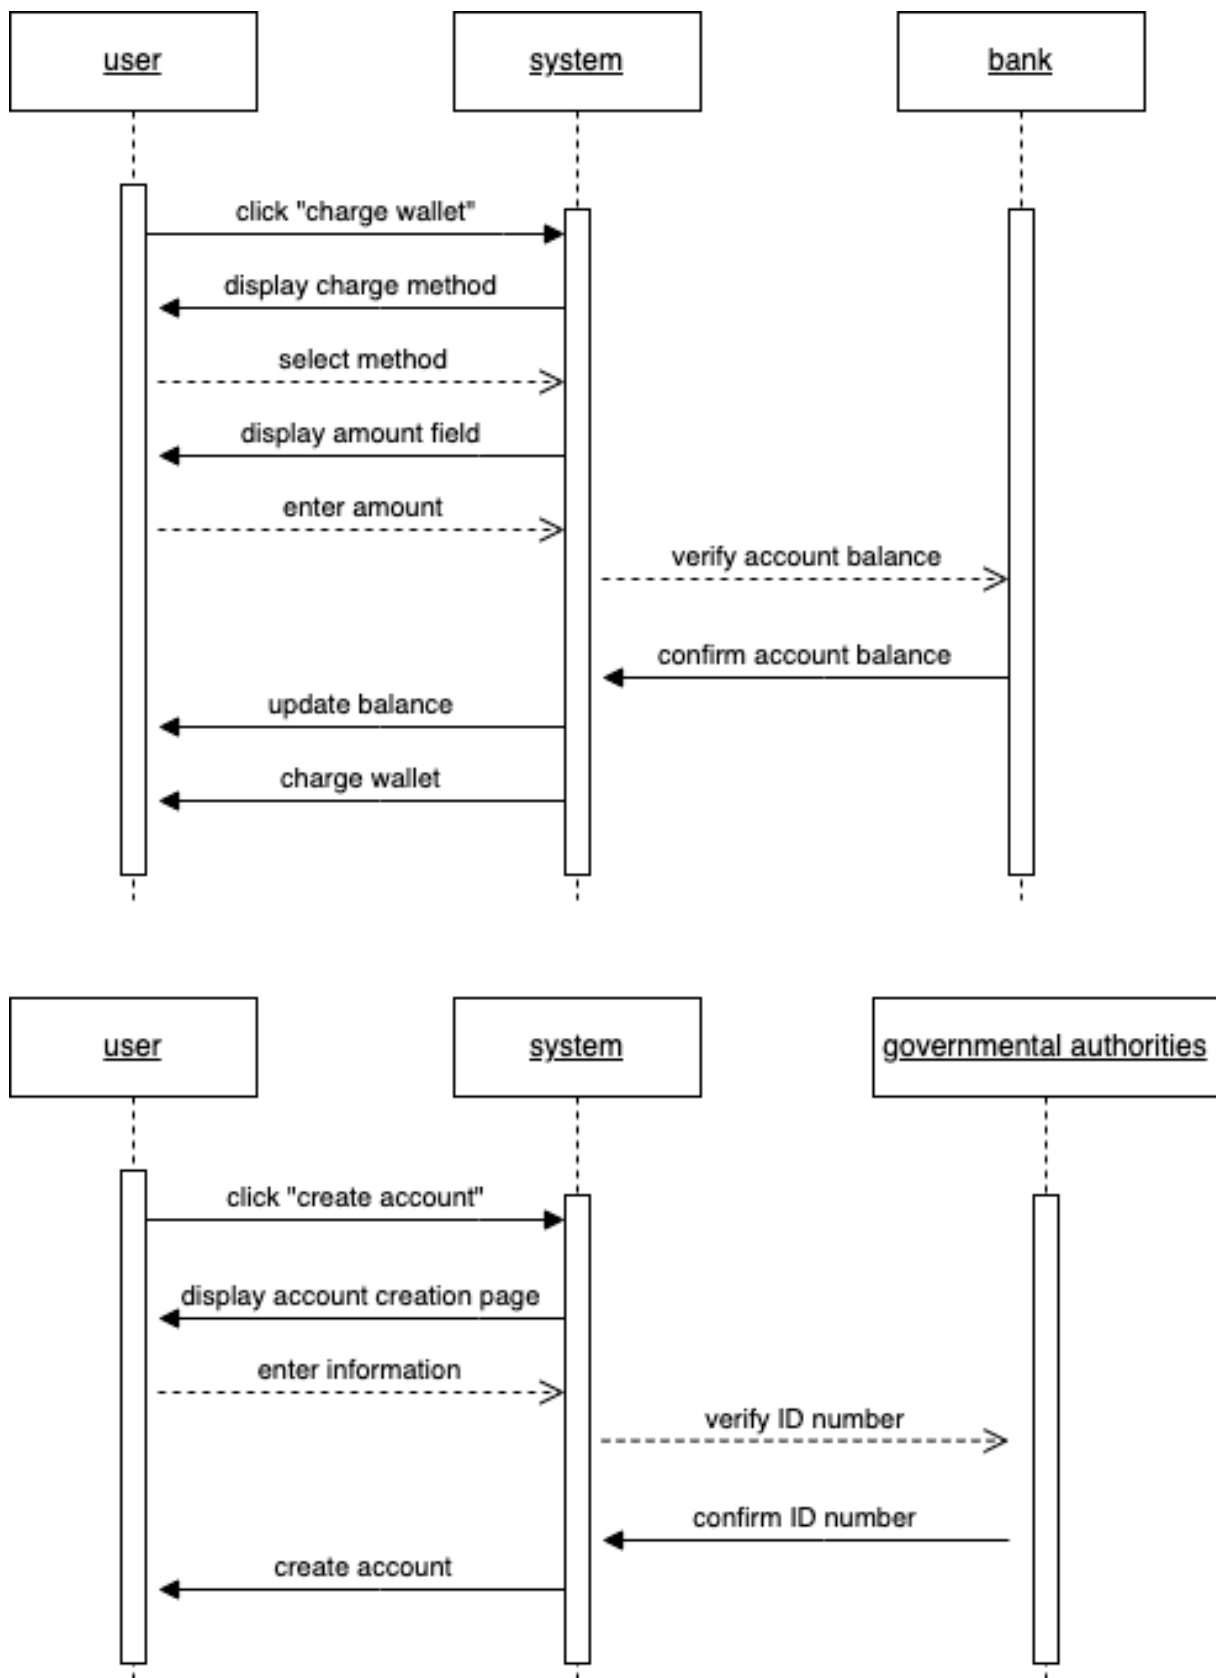 user
system
bank
click "charge wallet"
display charge method
select method
display amount field
enter amount
verify account balance
confirm account balance
update balance
charge wallet
user
system
governmental authorities
click "create account"
display account creation page
enter information
verify ID number
confirm ID number
create account